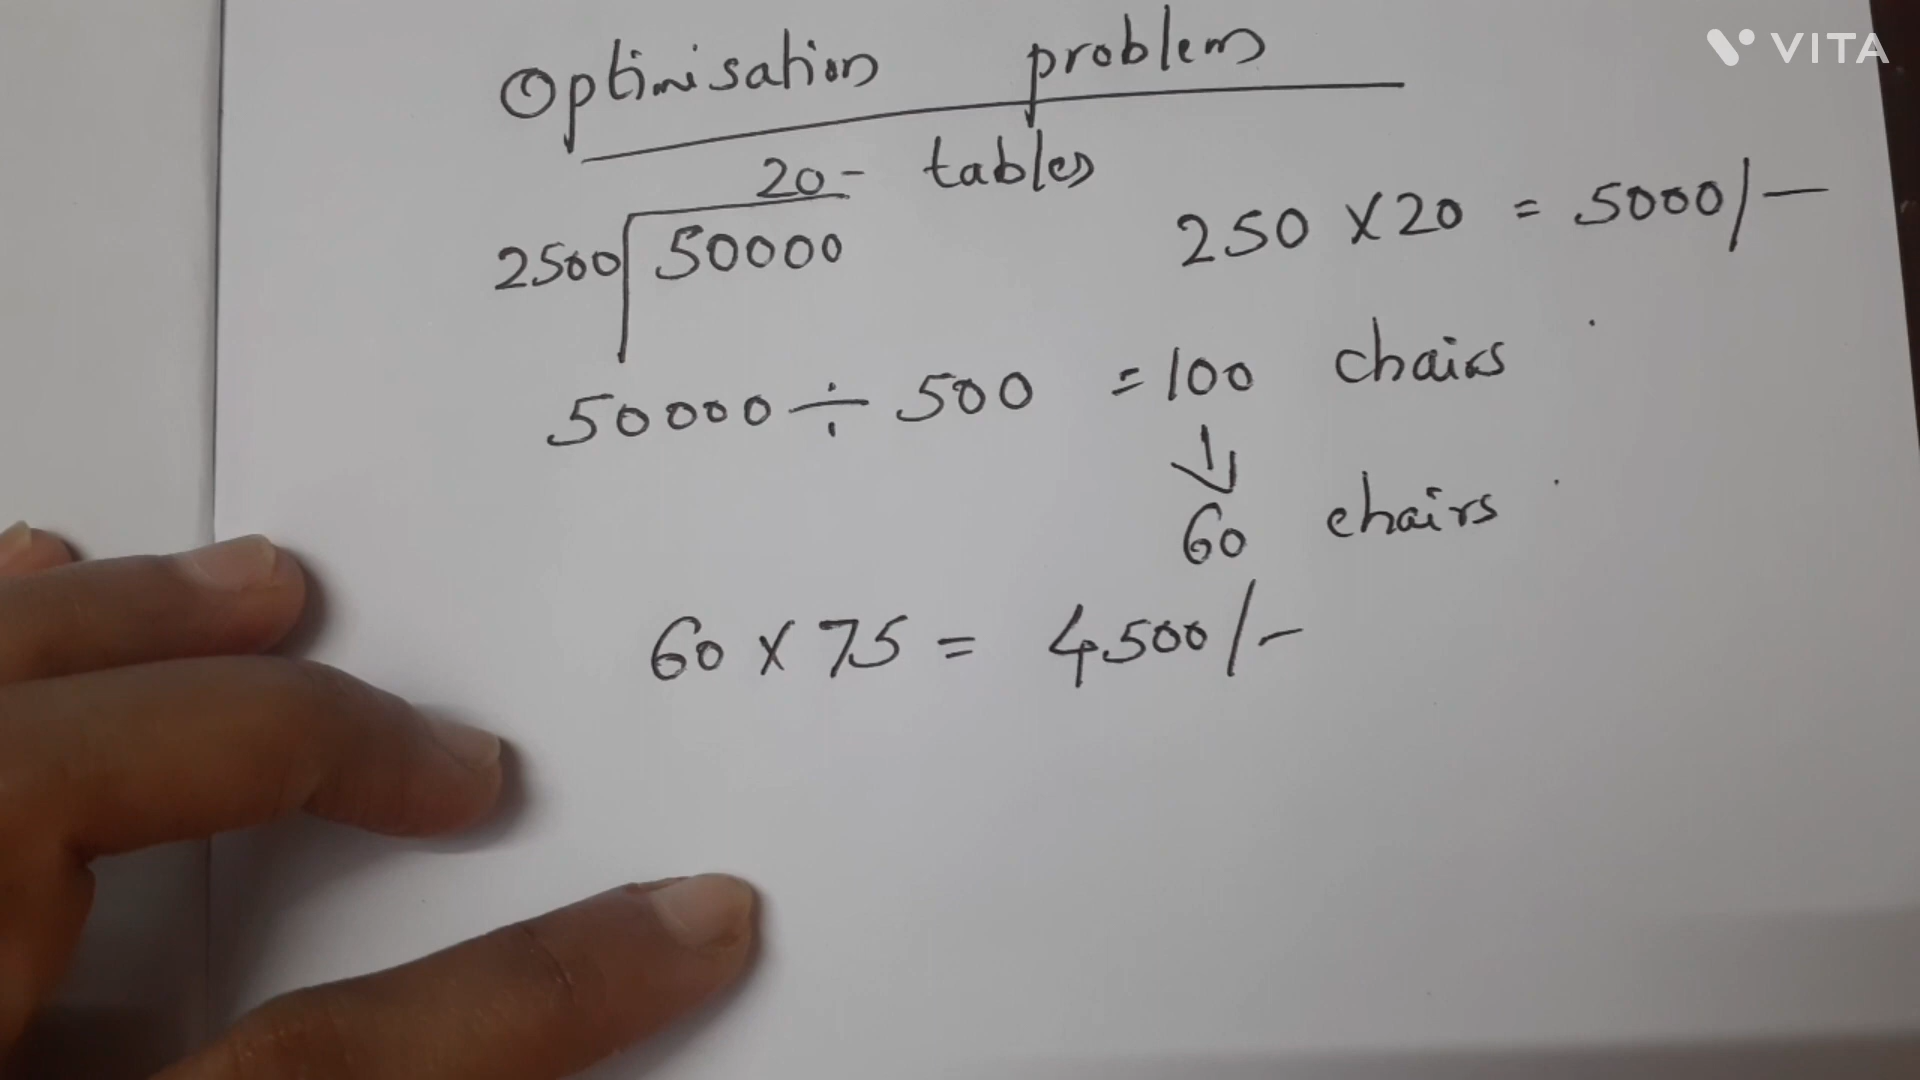 VITA
Optimisation problem
20- tables
2500 50000
250 X 20 = 5000/-
50000 ÷ 500 = 100 chairs
60 chairs
60 X 75 = 4500/-